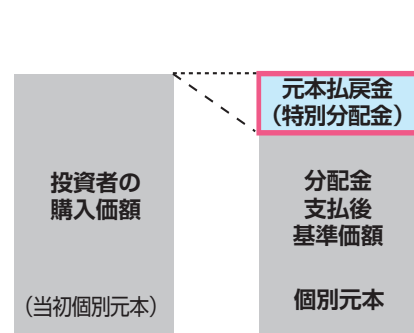 元本払戻金
（特別分配金）
投資者の
購入価額
（当初個別元本）
分配金
支払後
基準価額
個別元本